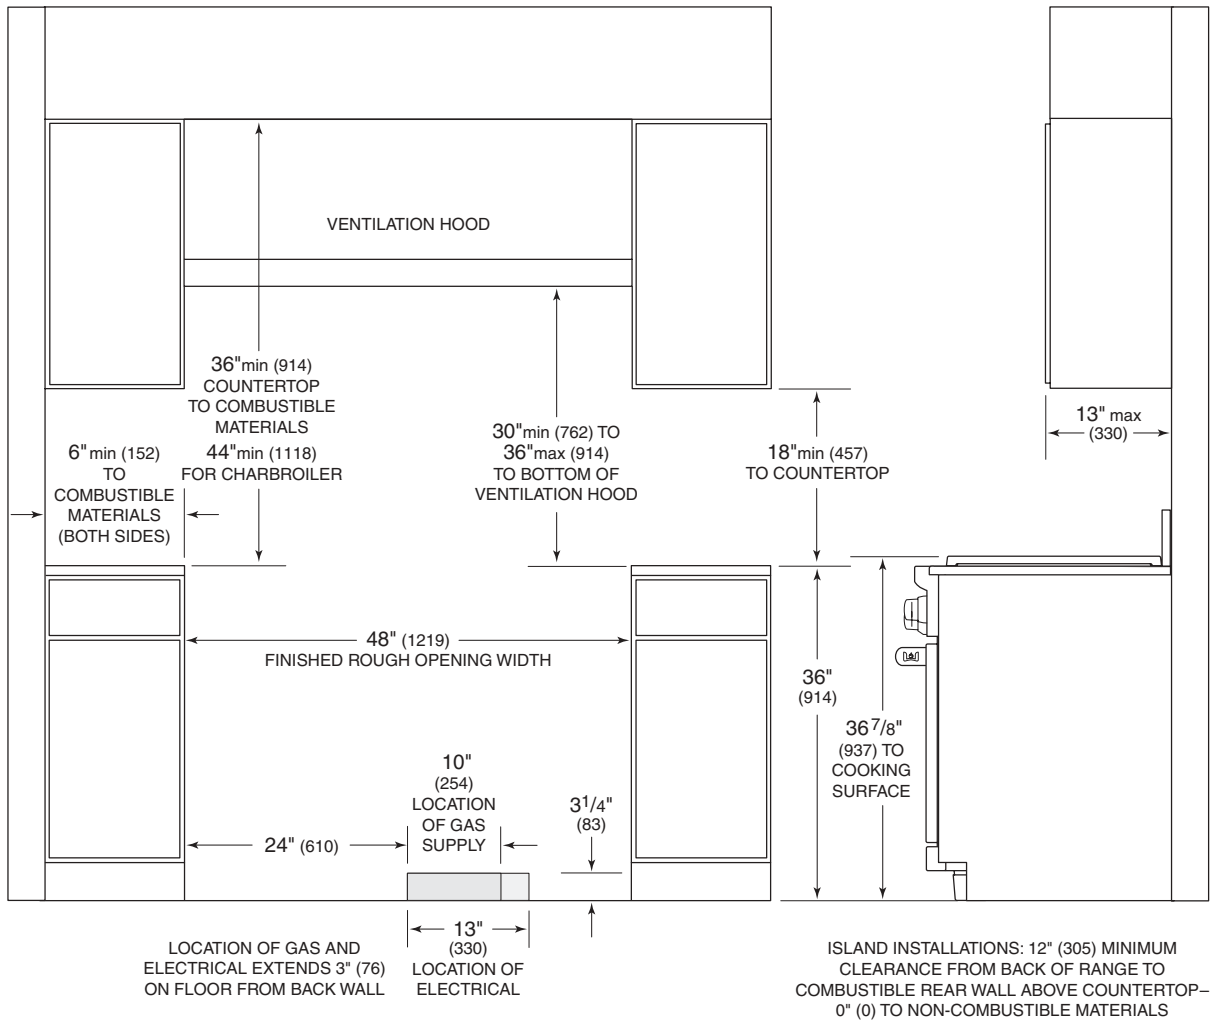 VENTILATION HOOD
36"min (914)
COUNTERTOP
TO COMBUSTIBLE
MATERIALS
44"min (1118)
FOR CHARBROILER
6"min (152)
TO
COMBUSTIBLE
MATERIALS
(BOTH SIDES)
30"min (762) TO
36"max (914)
TO BOTTOM OF
VENTILATION HOOD
18"min (457)
TO COUNTERTOP
13" max
(330)
48" (1219)
FINISHED ROUGH OPENING WIDTH
36"
(914)
36 7/8"
(937) TO
COOKING
SURFACE
10"
(254)
LOCATION
OF GAS
SUPPLY
24" (610)
3 1/4"
(83)
13"
(330)
LOCATION OF
ELECTRICAL
LOCATION OF GAS AND
ELECTRICAL EXTENDS 3" (76)
ON FLOOR FROM BACK WALL
ISLAND INSTALLATIONS: 12" (305) MINIMUM
CLEARANCE FROM BACK OF RANGE TO
COMBUSTIBLE REAR WALL ABOVE COUNTERTOP–
0" (0) TO NON-COMBUSTIBLE MATERIALS